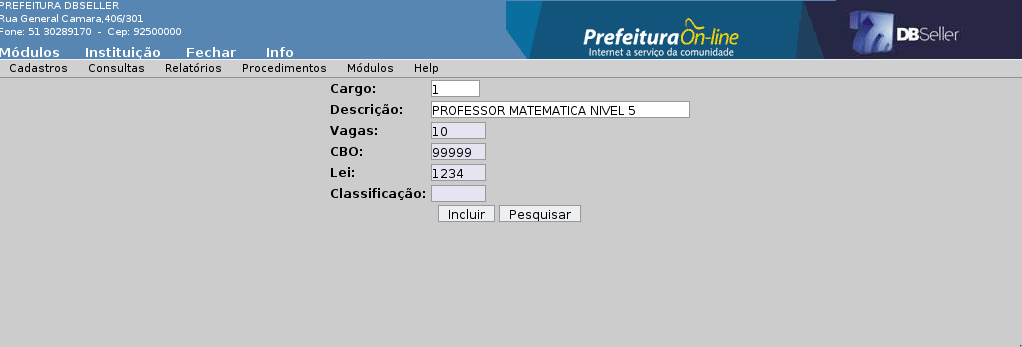 PREFEITURA DBSELLER
Rua General Camara,406/301
Fone: 51 30289170 - Cep: 92500000
Módulos Instituição Fechar Info
Prefeitura On-line
Internet a serviço da comunidade
DBSeller
Cadastros Consultas Relatórios Procedimentos Módulos Help
Cargo: 1
Descrição: PROFESSOR MATEMATICA NIVEL 5
Vagas: 10
CBO: 99999
Lei: 1234
Classificação:
Incluir Pesquisar